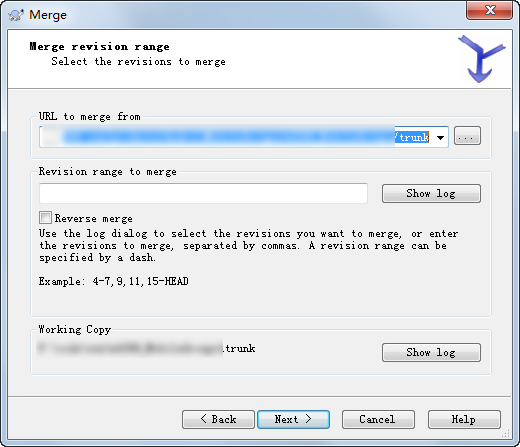 Merge
Merge revision range
Select the revisions to merge
URL to merge from
/trunk
...
Revision range to merge
Show log
Reverse merge
Use the log dialog to select the revisions you want to merge, or enter
the revisions to merge, separated by commas. A revision range can be
specified by a dash.
Example: 4-7,9,11,15-HEAD
Working Copy
.trunk
Show log
< Back
Next >
Cancel
Help